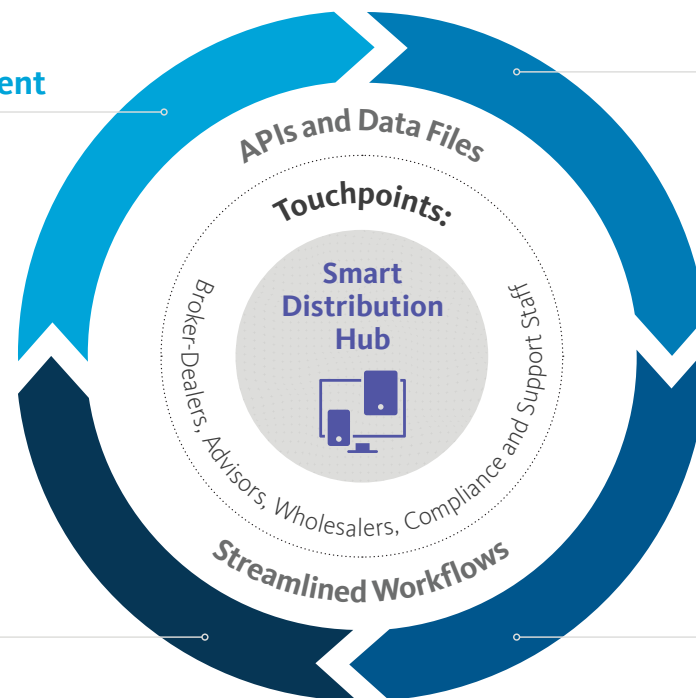 ent
APIs and Data Files
Touchpoints:
Smart
Distribution
Hub
Broker-Dealers, Advisors, Wholesalers, Compliance and Support Staff
Streamlined Workflows